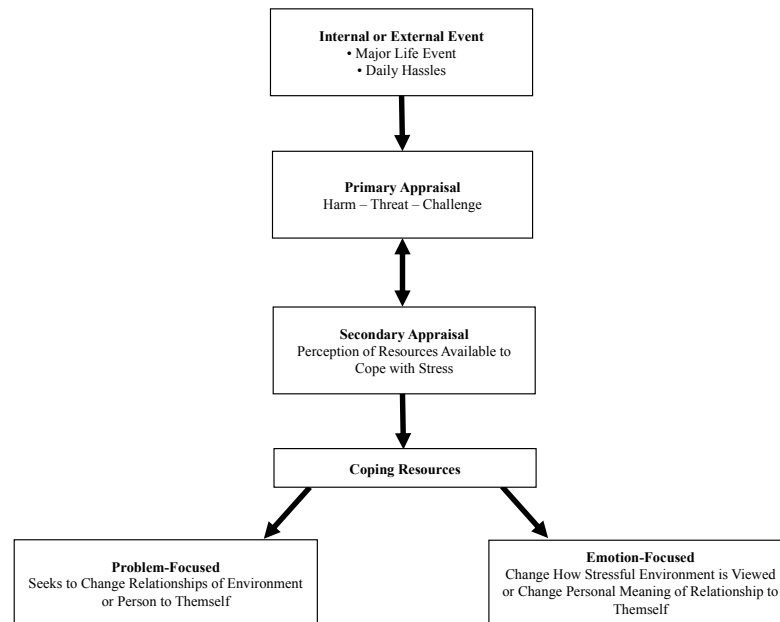 Internal or External Event
• Major Life Event
• Daily Hassles
Primary Appraisal
Harm – Threat – Challenge
Secondary Appraisal
Perception of Resources Available to
Cope with Stress
Coping Resources
Problem-Focused
Seeks to Change Relationships of Environment
or Person to Themself
Emotion-Focused
Change How Stressful Environment is Viewed
or Change Personal Meaning of Relationship to
Themself